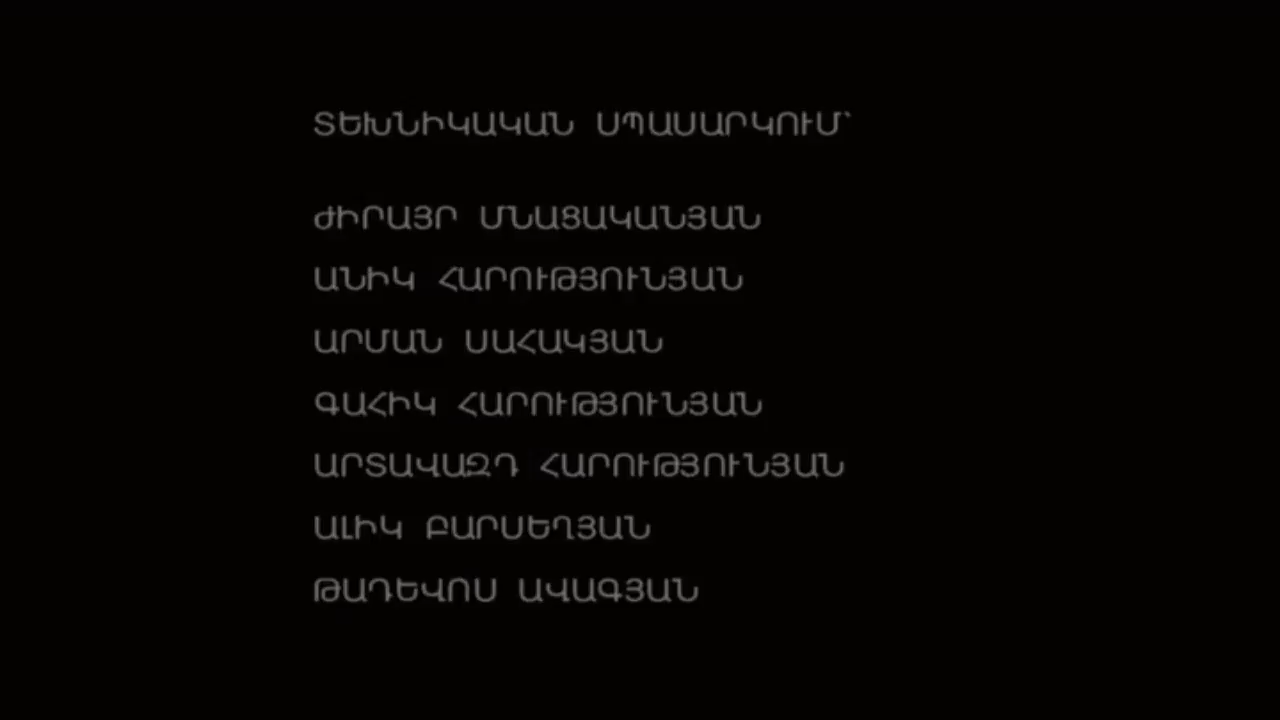 ՏԵԽՆԻԿԱԿԱՆ ՍՊԱՍԱՐԿՈՒՄ՝
ԺԻՐԱՅՐ ՄՆԱՑԱԿԱՆՅԱՆ
ԱՆԻԿ ՀԱՐՈՒԹՅՈՒՆՅԱՆ
ԱՐՄԱՆ ՍԱՀԱԿՅԱՆ
ԳԱՀԻԿ ՀԱՐՈՒԹՅՈՒՆՅԱՆ
ԱՐՏԱՎԱԶԴ ՀԱՐՈՒԹՅՈՒՆՅԱՆ
ԱԼԻԿ ԲԱՐՍԵՂՅԱՆ
ԹԱԴԵՎՈՍ ԱՎԱԳՅԱՆ